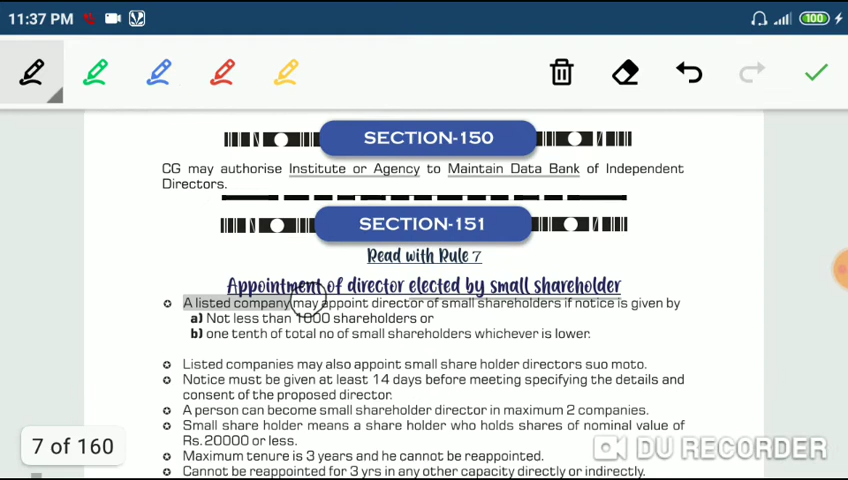 11:37 PM
100
SECTION-150
CG may authorise Institute or Agency to Maintain Data Bank of Independent
Directors.
SECTION-151
Read with Rule 7
Appointment of director elected by small shareholder
A listed company may appoint director of small shareholders if notice is given by
a) Not less than 1000 shareholders or
b) one tenth of total no of small shareholders whichever is lower.
Listed companies may also appoint small share holder directors suo moto.
Notice must be given at least 14 days before meeting specifying the details and
consent of the proposed director.
A person can become small shareholder director in maximum 2 companies.
Small share holder means a share holder who holds shares of nominal value of
Rs.20000 or less.
Maximum tenure is 3 years and he cannot be reappointed.
Cannot be reappointed for 3 yrs in any other capacity directly or indirectly.
7 of 160
DU RECORDER